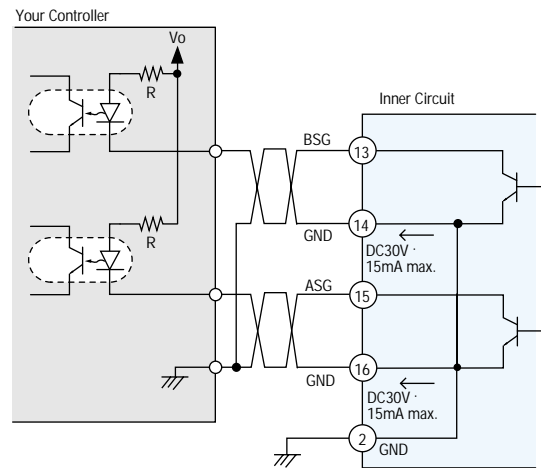 Your Controller
Vo
R
R
Inner Circuit
BSG
13
GND
14
DC30V ·
15mA max.
ASG
15
GND
16
DC30V ·
15mA max.
2
GND